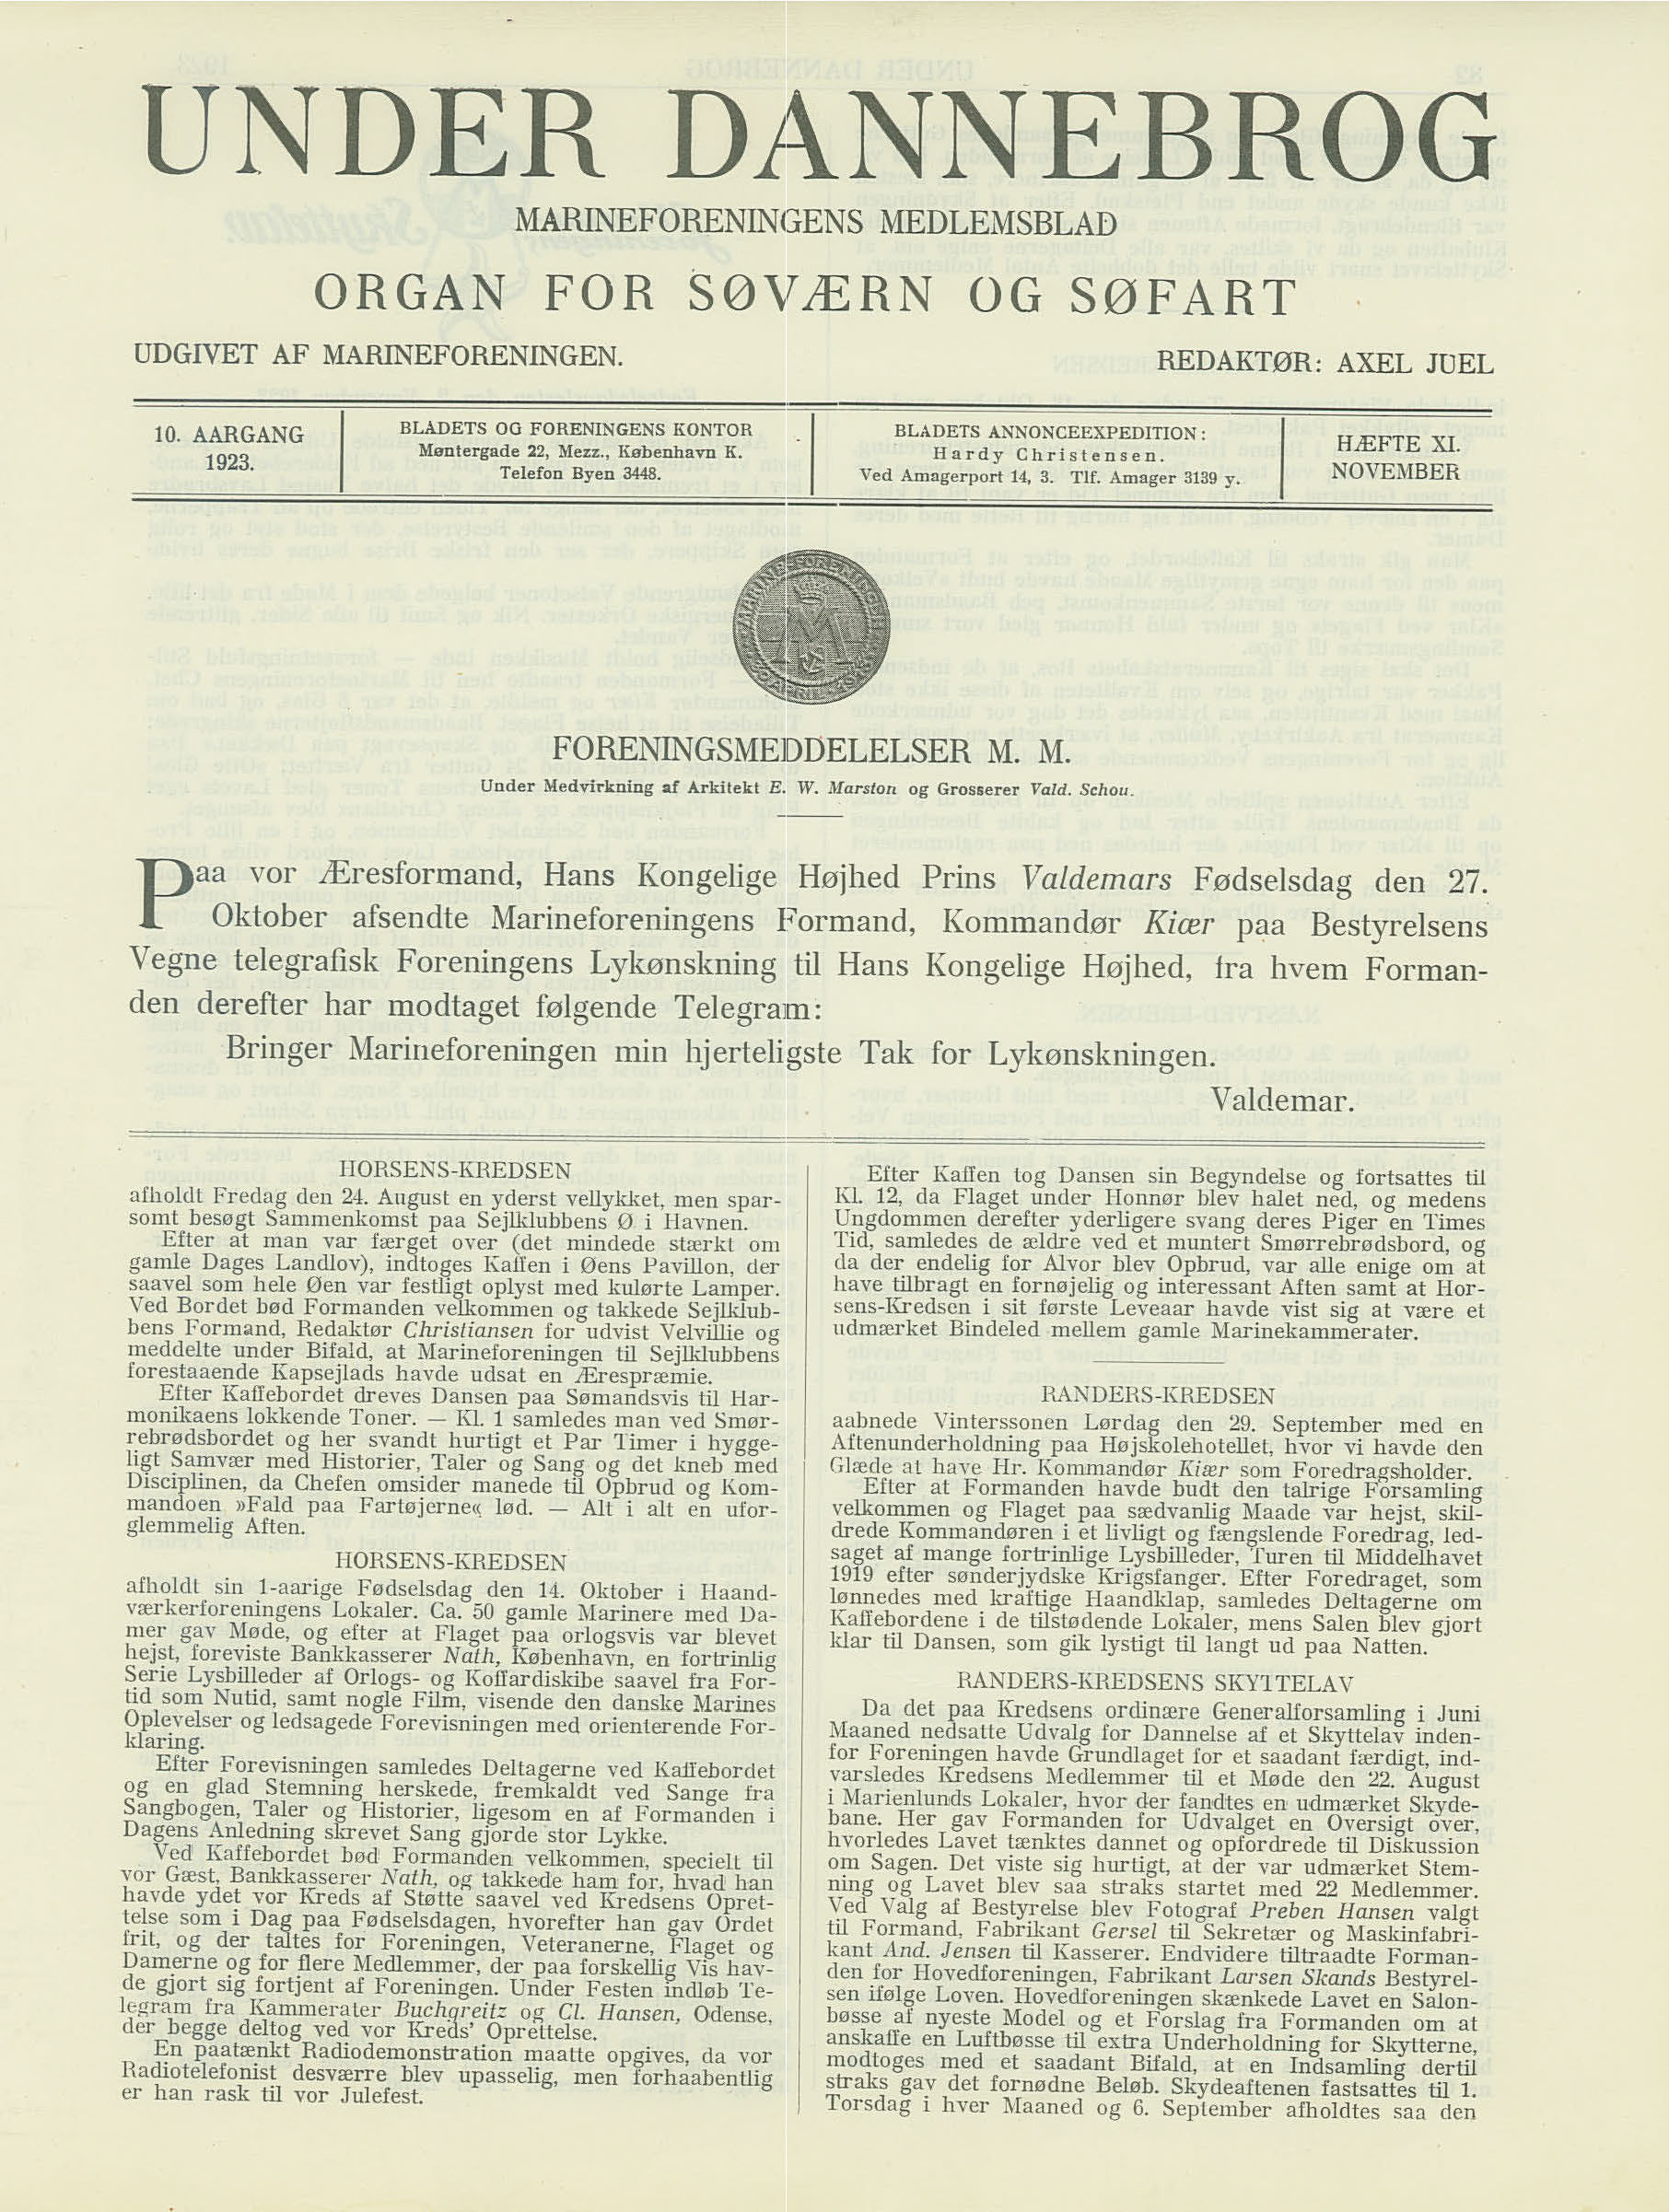 UNDER DANNEBROG
MARINEFORENINGENS MEDLEMSBLAD
ORGAN FOR SØVÆRN OG SØFART
UDGIVET AF MARINEFORENINGEN.
REDAKTØR: AXEL JUEL
10. AARGANG
1923.
BLADETS OG FORENINGENS KONTOR
Møntergade 22, Mezz., København K.
Telefon Byen 3448.
BLADETS ANNONCEEXPEDITION:
Hardy Christensen.
Ved Amagerport 14, 3. Tlf. Amager 3139 y.
HÆFTE XI.
NOVEMBER
MARINEFORENINGEN
FORENINGSMEDDELELSER M. M.
Under Medvirkning af Arkitekt E. W. Marston og Grosserer Vald. Schou.
Paa vor Æresformand, Hans Kongelige Højhed Prins Valdemars Fødselsdag den 27.
Oktober afsendte Marineforeningens Formand, Kommandør Kiær paa Bestyrelsens
Vegne telegrafisk Foreningens Lykønskning til Hans Kongelige Højhed, fra hvem Forman-
den derefter har modtaget følgende Telegram:
Bringer Marineforeningen min hjerteligste Tak for Lykønskningen.
Valdemar.
HORSENS-KREDSEN
afholdt Fredag den 24. August en yderst vellykket, men spar-
somt besøgt Sammenkomst paa Sejlklubbens Ø i Havnen.
Efter at man var færget over (det mindede stærkt om
gamle Dages Landlov), indtoges Kaffen i Øens Pavillon, der
saavel som hele Øen var festligt oplyst med kulørte Lamper.
Ved Bordet bød Formanden velkommen og takkede Sejlklub-
bens Formand, Redaktør Christiansen for udvist Velvillie og
meddelte under Bifald, at Marineforeningen til Sejlklubbens
forestaaende Kapsejlads havde udsat en Ærespræmie.
Efter Kaffebordet dreves Dansen paa Sømandsvis til Har-
monikaens lokkende Toner. — Kl. 1 samledes man ved Smør-
rebrødsbordet og her svandt hurtigt et Par Timer i hygge-
ligt Samvær med Historier, Taler og Sang og det kneb med
Disciplinen, da Chefen omsider manede til Opbrud og Kom-
mandoen »Fald paa Fartøjerne« lød. — Alt i alt en ufor-
glemmelig Aften.
HORSENS-KREDSEN
afholdt sin 1-aarige Fødselsdag den 14. Oktober i Haand-
værkerforeningens Lokaler. Ca. 50 gamle Marinere med Da-
mer gav Møde, og efter at Flaget paa orlogsvis var blevet
hejst, foreviste Bankkasserer Nath, København, en fortrinlig
Serie Lysbilleder af Orlogs- og Koffardiskibe saavel fra For-
tid som Nutid, samt nogle Film, visende den danske Marines
Oplevelser og ledsagede Forevisningen med orienterende For-
klaring.
Efter Forevisningen samledes Deltagerne ved Kaffebordet
og en glad Stemning herskede, fremkaldt ved Sange fra
Sangbogen, Taler og Historier, ligesom en af Formanden i
Dagens Anledning skrevet Sang gjorde stor Lykke.
Ved Kaffebordet bød Formanden velkommen, specielt til
vor Gæst, Bankkasserer Nath, og takkede ham for, hvad han
havde ydet vor Kreds af Støtte saavel ved Kredsens Opret-
telse som i Dag paa Fødselsdagen, hvorefter han gav Ordet
frit, og der taltes for Foreningen, Veteranerne, Flaget og
Damerne og for flere Medlemmer, der paa forskellig Vis hav-
de gjort sig fortjent af Foreningen. Under Festen indløb Te-
legram fra Kammerater Buchgreitz og Cl. Hansen, Odense,
der begge deltog ved vor Kreds' Oprettelse.
En paatænkt Radiodemonstration maatte opgives, da vor
Radiotelefonist desværre blev upasselig, men forhaabentlig
er han rask til vor Julefest.
Efter Kaffen tog Dansen sin Begyndelse og fortsattes til
Kl. 12, da Flaget under Honnør blev halet ned, og medens
Ungdommen derefter yderligere svang deres Piger en Times
Tid, samledes de ældre ved et muntert Smørrebrødsbord, og
da der endelig for Alvor blev Opbrud, var alle enige om at
have tilbragt en fornøjelig og interessant Aften samt at Hor-
sens-Kredsen i sit første Leveaar havde vist sig at være et
udmærket Bindeled mellem gamle Marinekammerater.
RANDERS-KREDSEN
aabnede Vinterssonen Lørdag den 29. September med en
Aftenunderholdning paa Højskolehotellet, hvor vi havde den
Glæde at have Hr. Kommandør Kiær som Foredragsholder.
Efter at Formanden havde budt den talrige Forsamling
velkommen og Flaget paa sædvanlig Maade var hejst, skil-
drede Kommandøren i et livligt og fængslende Foredrag, led-
saget af mange fortrinlige Lysbilleder, Turen til Middelhavet
1919 efter sønderjydske Krigsfanger. Efter Foredraget, som
lønnedes med kraftige Haandklap, samledes Deltagerne om
Kaffebordene i de tilstødende Lokaler, mens Salen blev gjort
klar til Dansen, som gik lystigt til langt ud paa Natten.
RANDERS-KREDSENS SKYTTELAV
Da det paa Kredsens ordinære Generalforsamling i Juni
Maaned nedsatte Udvalg for Dannelse af et Skyttelav inden-
for Foreningen havde Grundlaget for et saadant færdigt, ind-
varsledes Kredsens Medlemmer til et Møde den 22. August
i Marienlunds Lokaler, hvor der fandtes en udmærket Skyde-
bane. Her gav Formanden for Udvalget en Oversigt over,
hvorledes Lavet tænktes dannet og opfordrede til Diskussion
om Sagen. Det viste sig hurtigt, at der var udmærket Stem-
ning og Lavet blev saa straks startet med 22 Medlemmer.
Ved Valg af Bestyrelse blev Fotograf Preben Hansen valgt
til Formand, Fabrikant Gersel til Sekretær og Maskinfabri-
kant And. Jensen til Kasserer. Endvidere tiltraadte Forman-
den for Hovedforeningen, Fabrikant Larsen Skands Bestyrel-
sen ifølge Loven. Hovedforeningen skænkede Lavet en Salon-
bøsse af nyeste Model og et Forslag fra Formanden om at
anskaffe en Luftbøsse til extra Underholdning for Skytterne,
modtoges med et saadant Bifald, at en Indsamling dertil
straks gav det fornødne Beløb. Skydeaftenen fastsattes til 1.
Torsdag i hver Maaned og 6. September afholdtes saa den